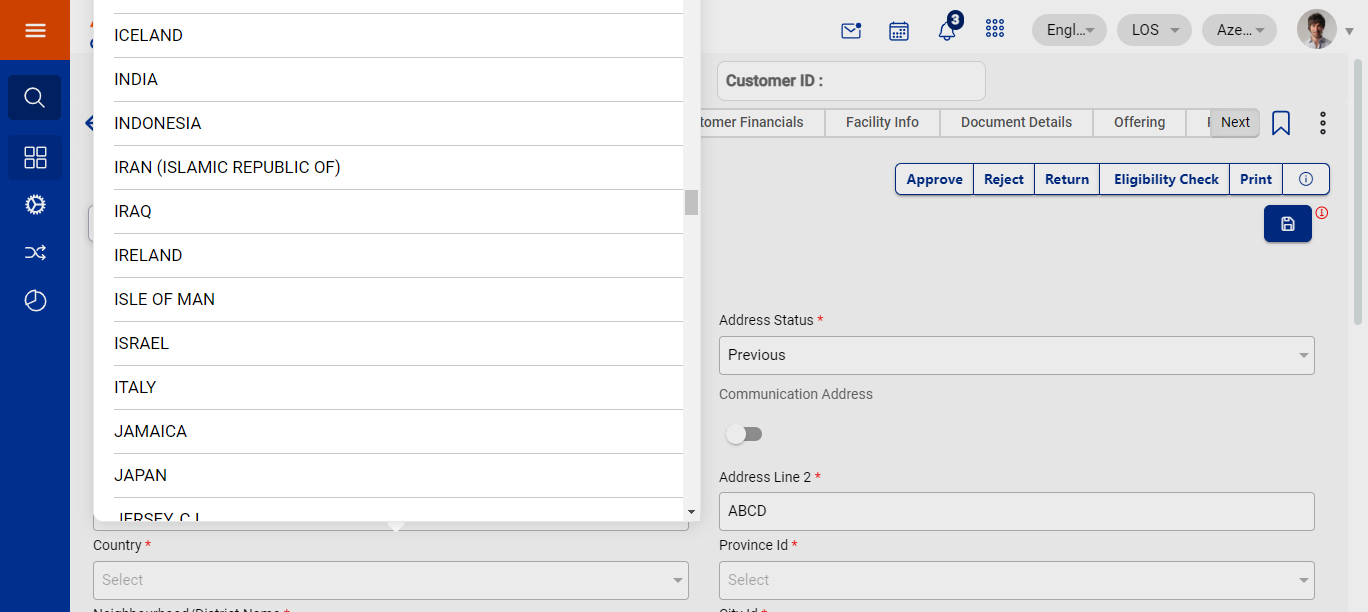 ICELAND
INDIA
INDONESIA
IRAN (ISLAMIC REPUBLIC OF)
IRAQ
IRELAND
ISLE OF MAN
ISRAEL
ITALY
JAMAICA
JAPAN
JERSEY, C.I.
3
Engl...
LOS
Aze...
Customer ID :
tomer Financials
Facility Info
Document Details
Offering
Next
Approve
Reject
Return
Eligibility Check
Print
Address Status *
Previous
Communication Address
Address Line 2 *
ABCD
Country *
Select
Province Id *
Select
Neighbourhood/District Name *
City Id *